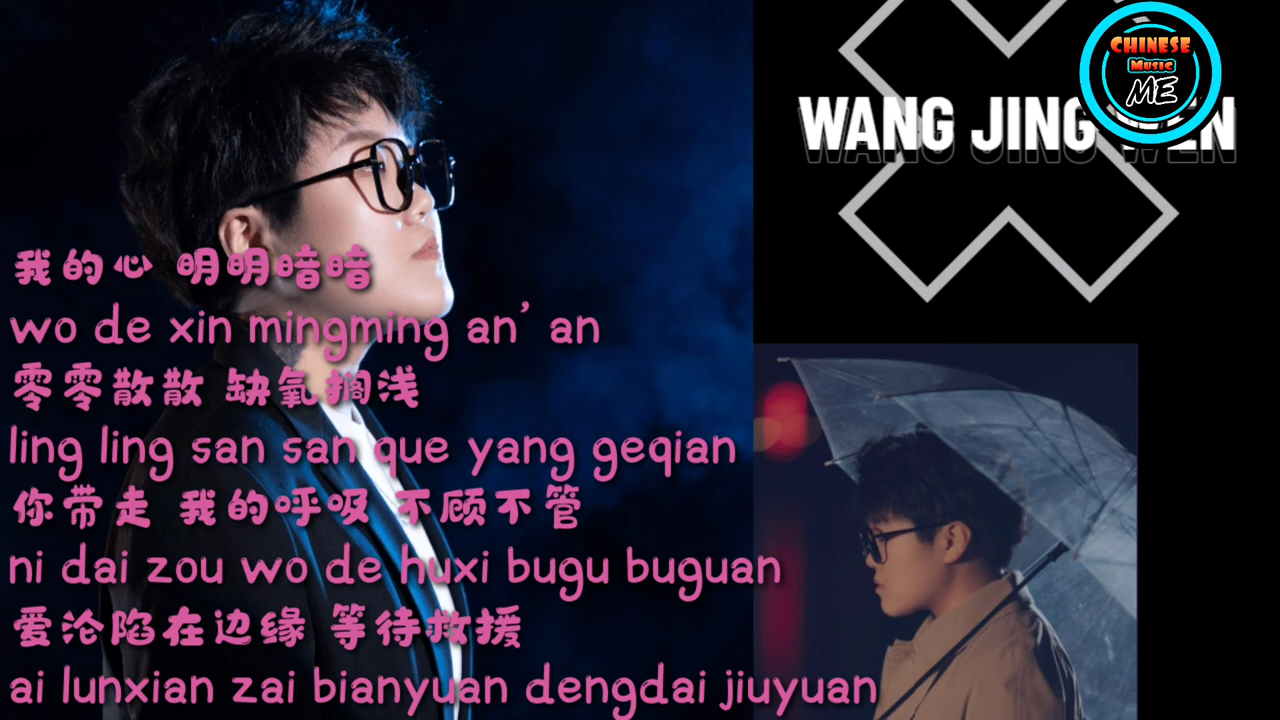 CHINESE
Music
ME
WANG JING WEN
我的心 明明暗暗
wo de xin mingming an' an
零零散散 缺氧搁浅
ling ling san san que yang geqian
你带走 我的呼吸 不顾不管
ni dai zou wo de huxi bugu buguan
爱沦陷在边缘 等待救援
ai lunxian zai bianyuan dengdai jiuyuan